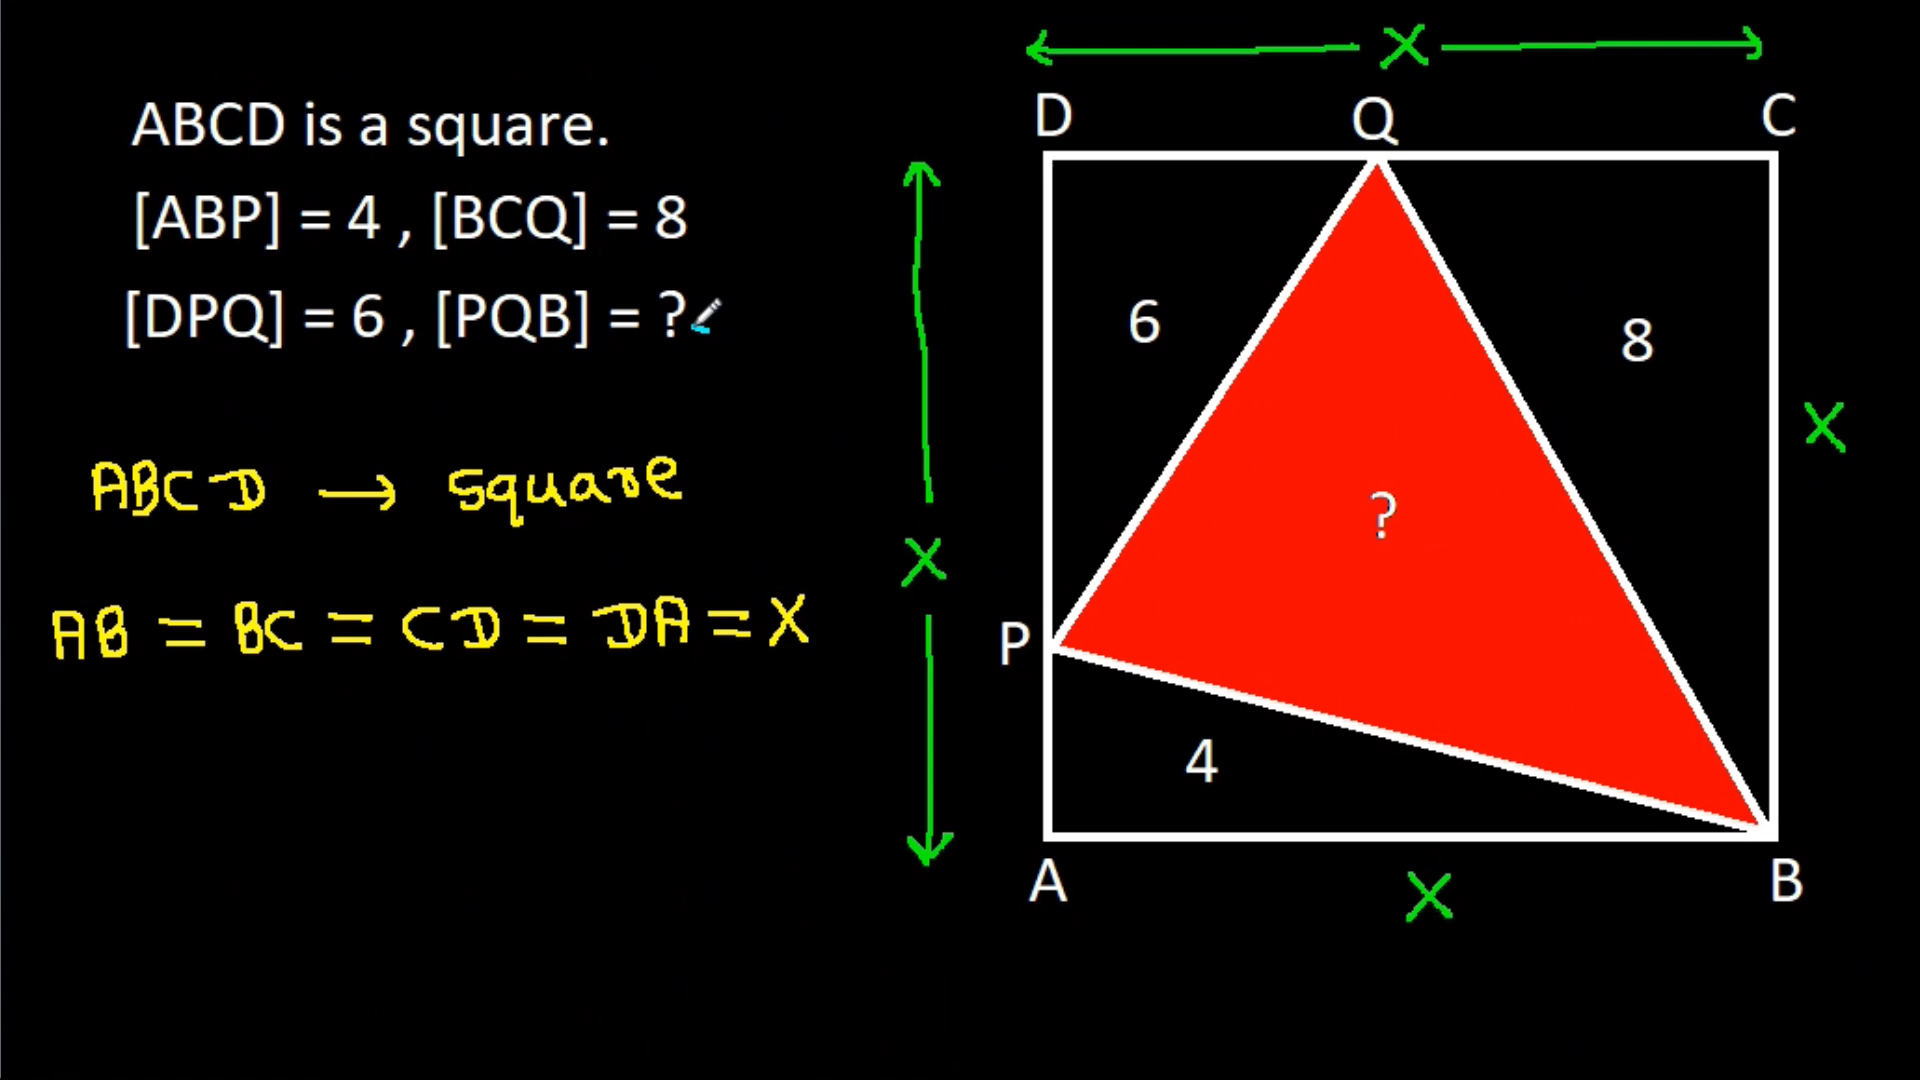 ABCD is a square.
[ABP] = 4 , [BCQ] = 8
[DPQ] = 6 , [PQB] = ?
ABCD → square
AB = BC = CD = DA = X
X
D Q C
6
8
X
?
X
P
4
A B
X